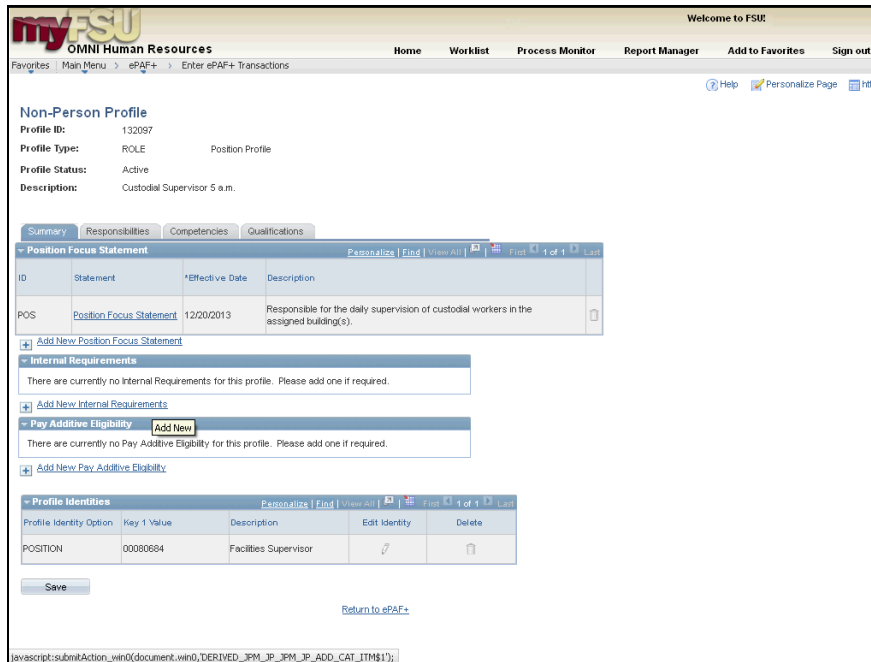 myFSU
Welcome to FSU!
OMNI Human Resources
Home Worklist Process Monitor Report Manager Add to Favorites Sign out
Favorites | Main Menu > ePAF+ > Enter ePAF+ Transactions
Help Personalize Page htt
Non-Person Profile
Profile ID: 132097
Profile Type: ROLE Position Profile
Profile Status: Active
Description: Custodial Supervisor 5 a.m.
Summary Responsibilities Competencies Qualifications
Position Focus Statement Personalize | Find | View All | First 1 of 1 Last
ID Statement *Effective Date Description
POS Position Focus Statement 12/20/2013 Responsible for the daily supervision of custodial workers in the
assigned building(s).
Add New Position Focus Statement
Internal Requirements
There are currently no Internal Requirements for this profile. Please add one if required.
Add New Internal Requirements
Pay Additive Eligibility Add New
There are currently no Pay Additive Eligibility for this profile. Please add one if required.
Add New Pay Additive Eligibility
Profile Identities Personalize | Find | View All | First 1 of 1 Last
Profile Identity Option Key 1 Value Description Edit Identity Delete
POSITION 00080684 Facilities Supervisor
Save
Return to ePAF+
javascript:submitAction_win0(document.win0,'DERIVED_JPM_JP_JPM_JP_ADD_CAT_ITM$1');